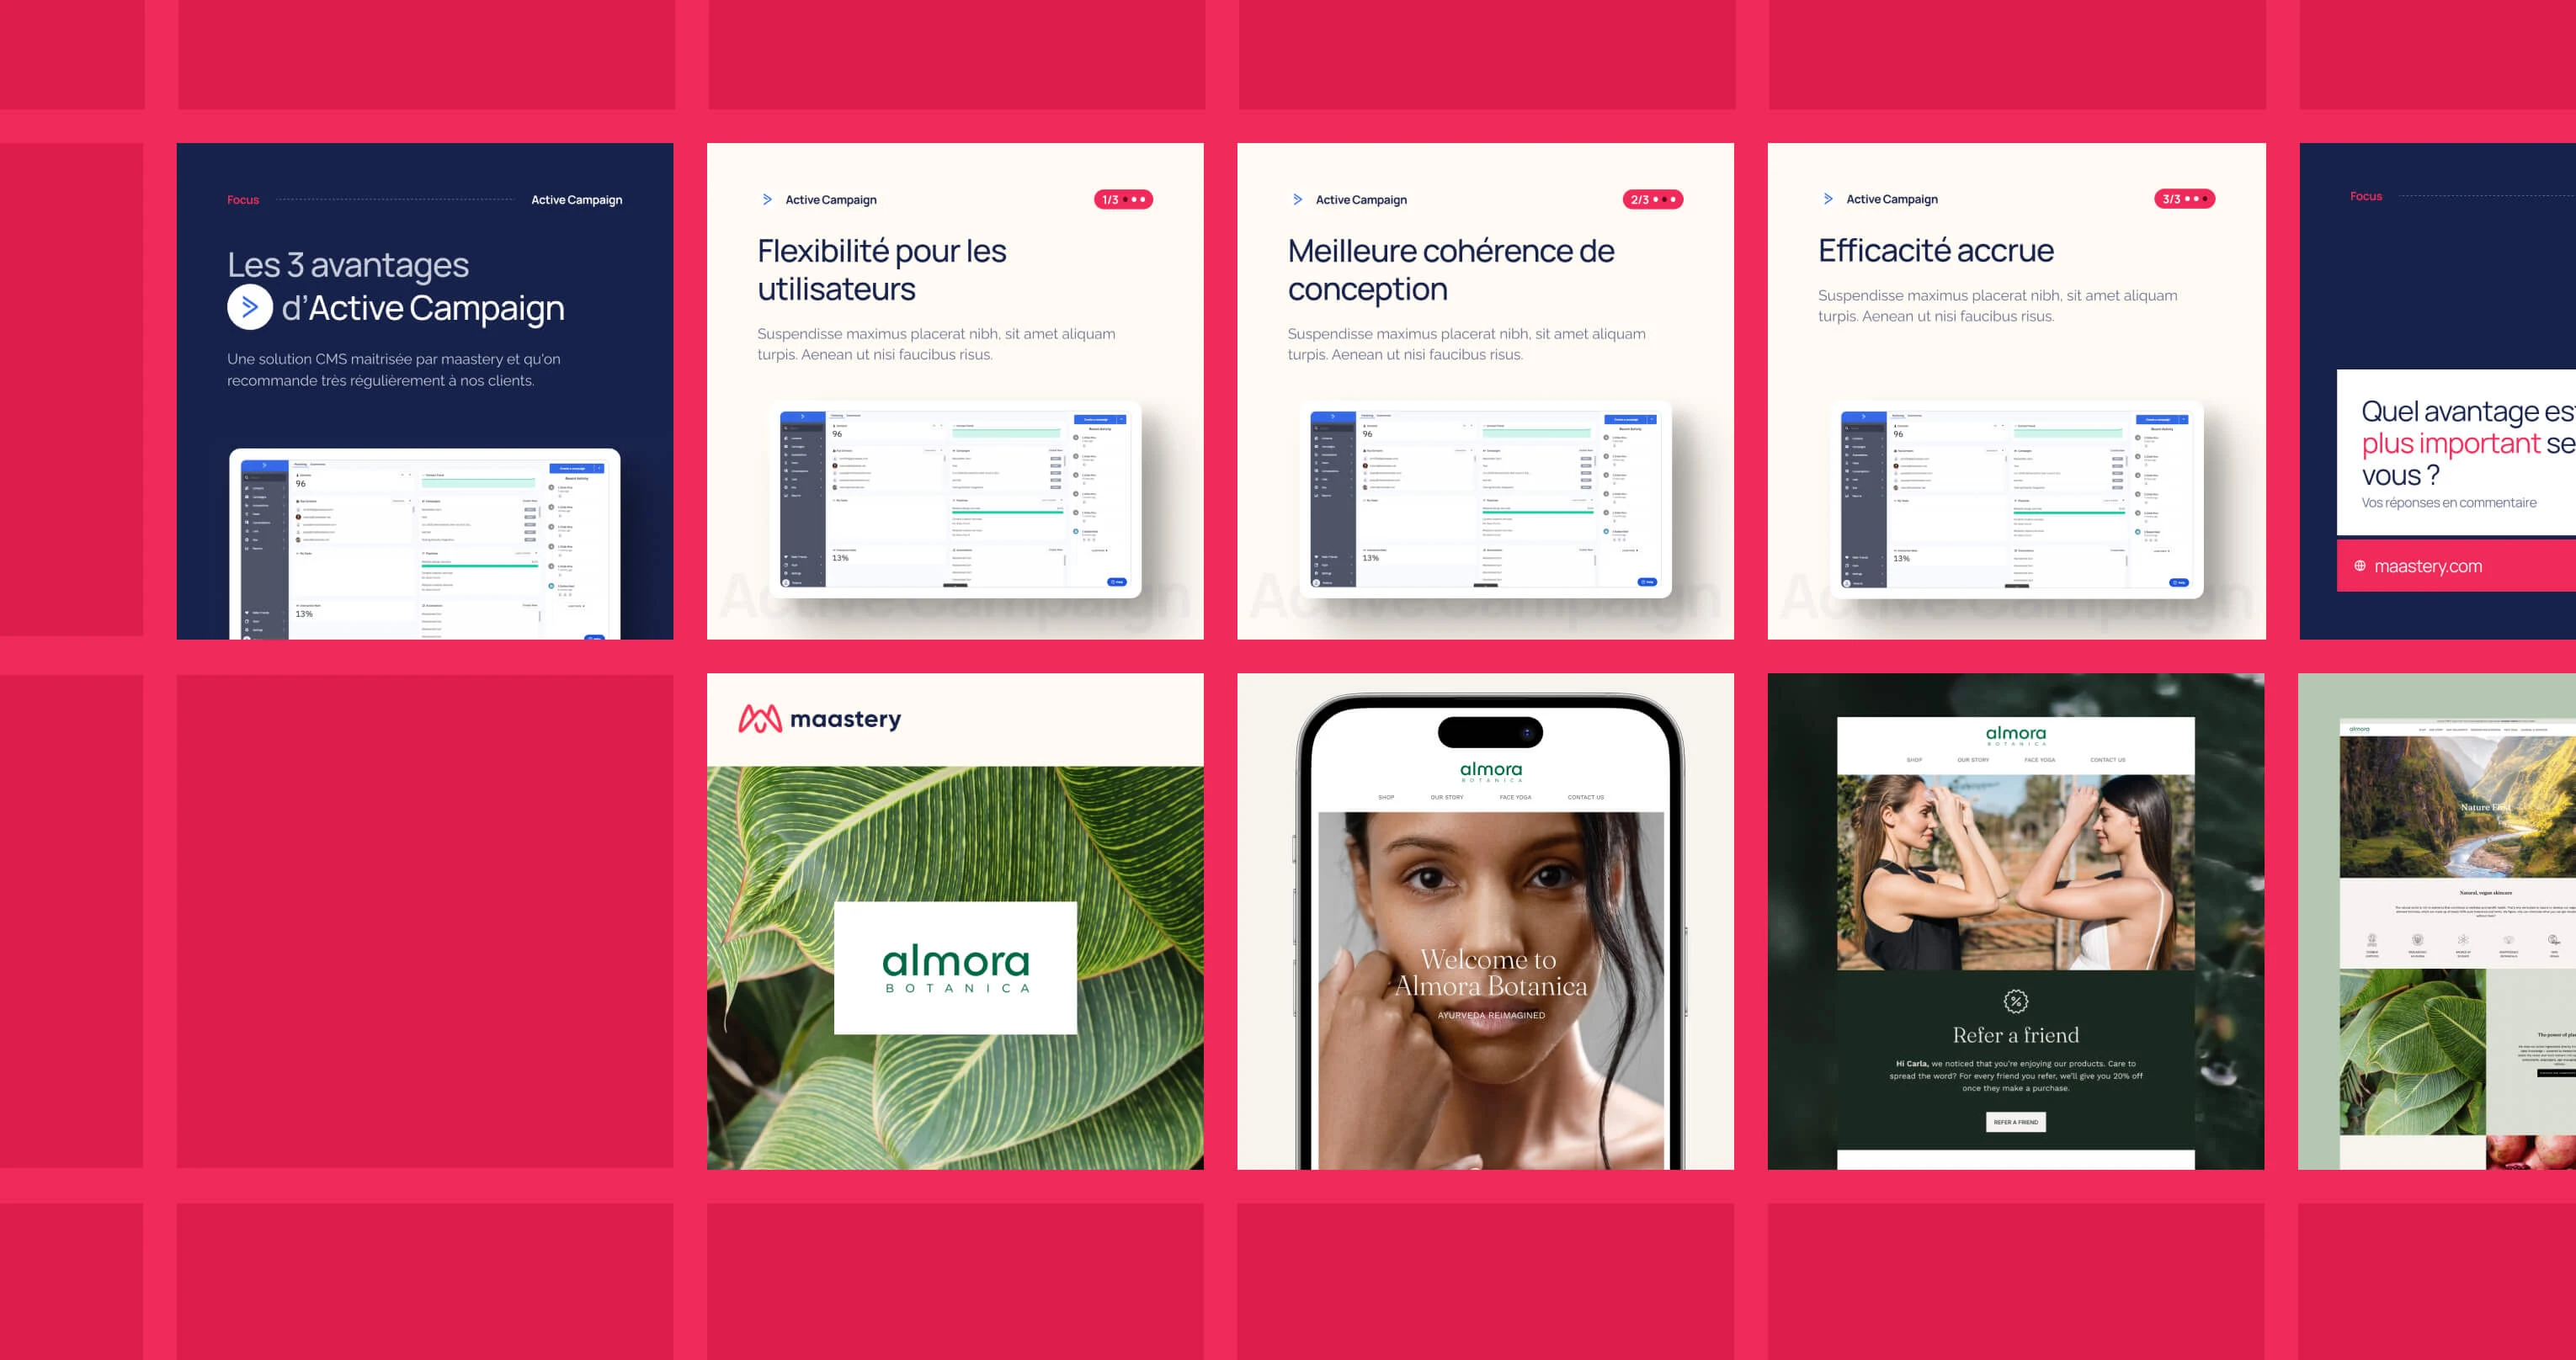 Focus
Active Campaign
Les 3 avantages
d'Active Campaign
Une solution CMS maitrisée par maastery et qu'on
recommande très régulièrement à nos clients.
96
13%
Active Campaign
1/3
Flexibilité pour les
utilisateurs
Suspendisse maximus placerat nibh, sit amet aliquam
turpis. Aenean ut nisi faucibus risus.
96
13%
Active Campaign
Active Campaign
2/3
Meilleure cohérence de
conception
Suspendisse maximus placerat nibh, sit amet aliquam
turpis. Aenean ut nisi faucibus risus.
96
13%
Active Campaign
Active Campaign
3/3
Efficacité accrue
Suspendisse maximus placerat nibh, sit amet aliquam
turpis. Aenean ut nisi faucibus risus.
96
13%
Active Campaign
Focus
Quel avantage es
plus important se
vous ?
Vos réponses en commentaire
maastery.com
maastery
almora
BOTANICA
almora
BOTANICA
SHOP
OUR STORY
FACE YOGA
CONTACT US
Welcome to
Almora Botanica
AYURVEDA REIMAGINED
almora
BOTANICA
SHOP
OUR STORY
FACE YOGA
CONTACT US
Refer a friend
Hi Carla, we noticed that you're enjoying our products. Care to
spread the word? For every friend you refer, we'll give you 20% off
once they make a purchase.
REFER A FRIEND
almora
Nature First
Natural, vegan skincare